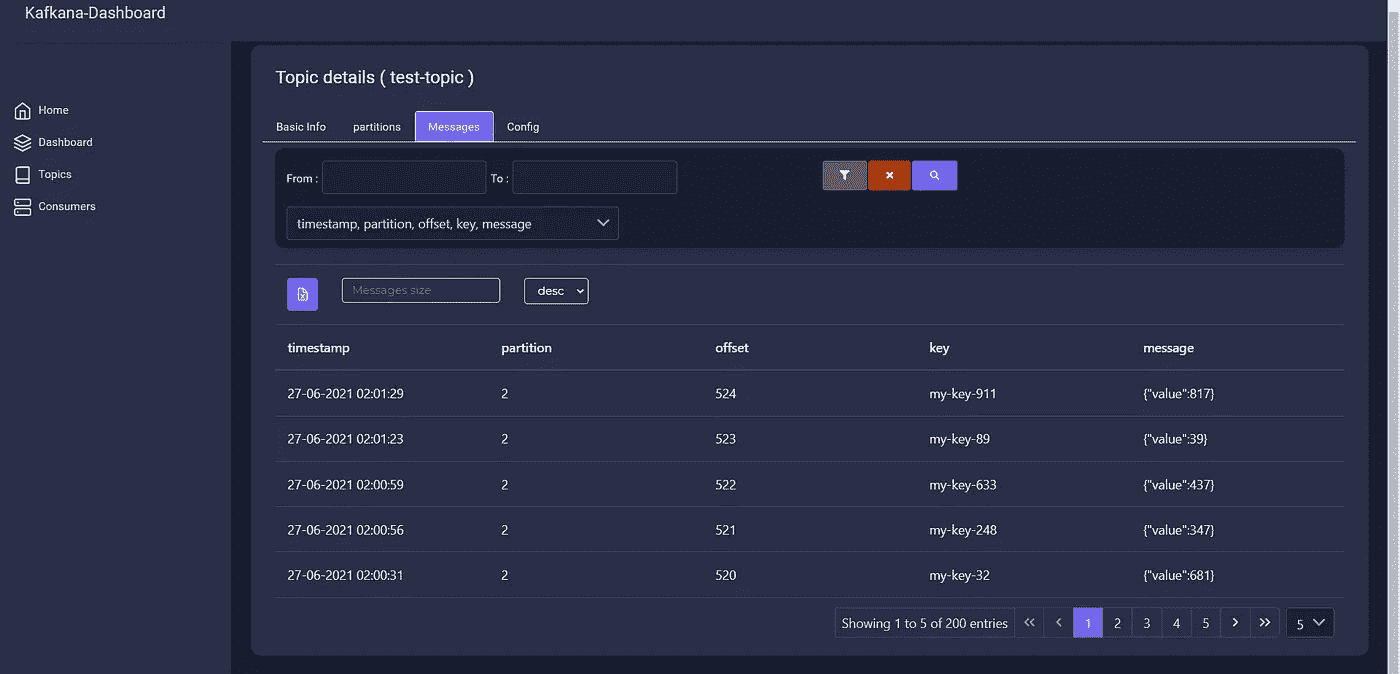 Kafkana-Dashboard
Home
Dashboard
Topics
Consumers
Topic details ( test-topic )
Basic Info partitions Messages Config
From : To :
timestamp, partition, offset, key, message
Messages size desc
timestamp partition offset key message
27-06-2021 02:01:29 2 524 my-key-911 {"value":817}
27-06-2021 02:01:23 2 523 my-key-89 {"value":39}
27-06-2021 02:00:59 2 522 my-key-633 {"value":437}
27-06-2021 02:00:56 2 521 my-key-248 {"value":347}
27-06-2021 02:00:31 2 520 my-key-32 {"value":681}
Showing 1 to 5 of 200 entries « ‹ 1 2 3 4 5 › » 5